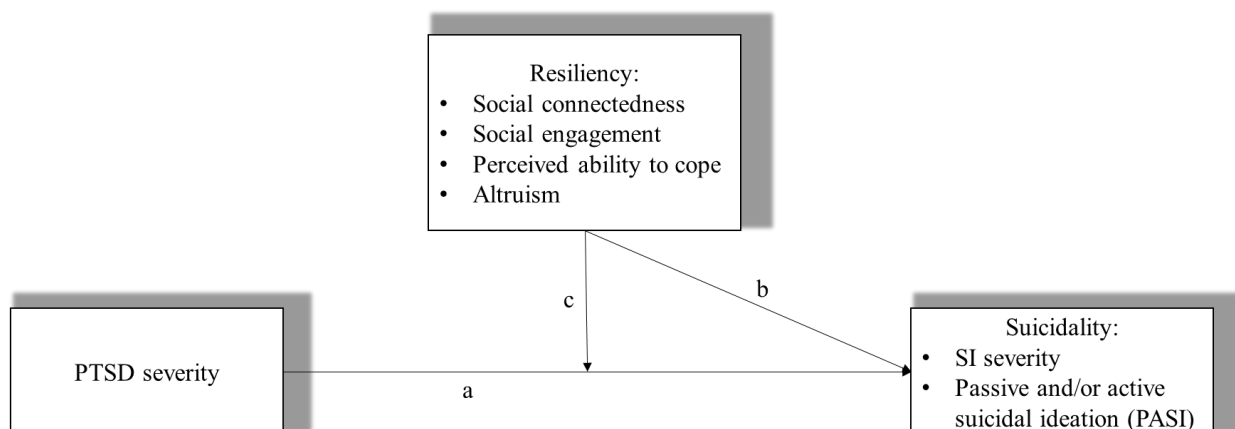 Resiliency:
• Social connectedness
• Social engagement
• Perceived ability to cope
• Altruism
c
b
PTSD severity
a
Suicidality:
• SI severity
• Passive and/or active
suicidal ideation (PASI)